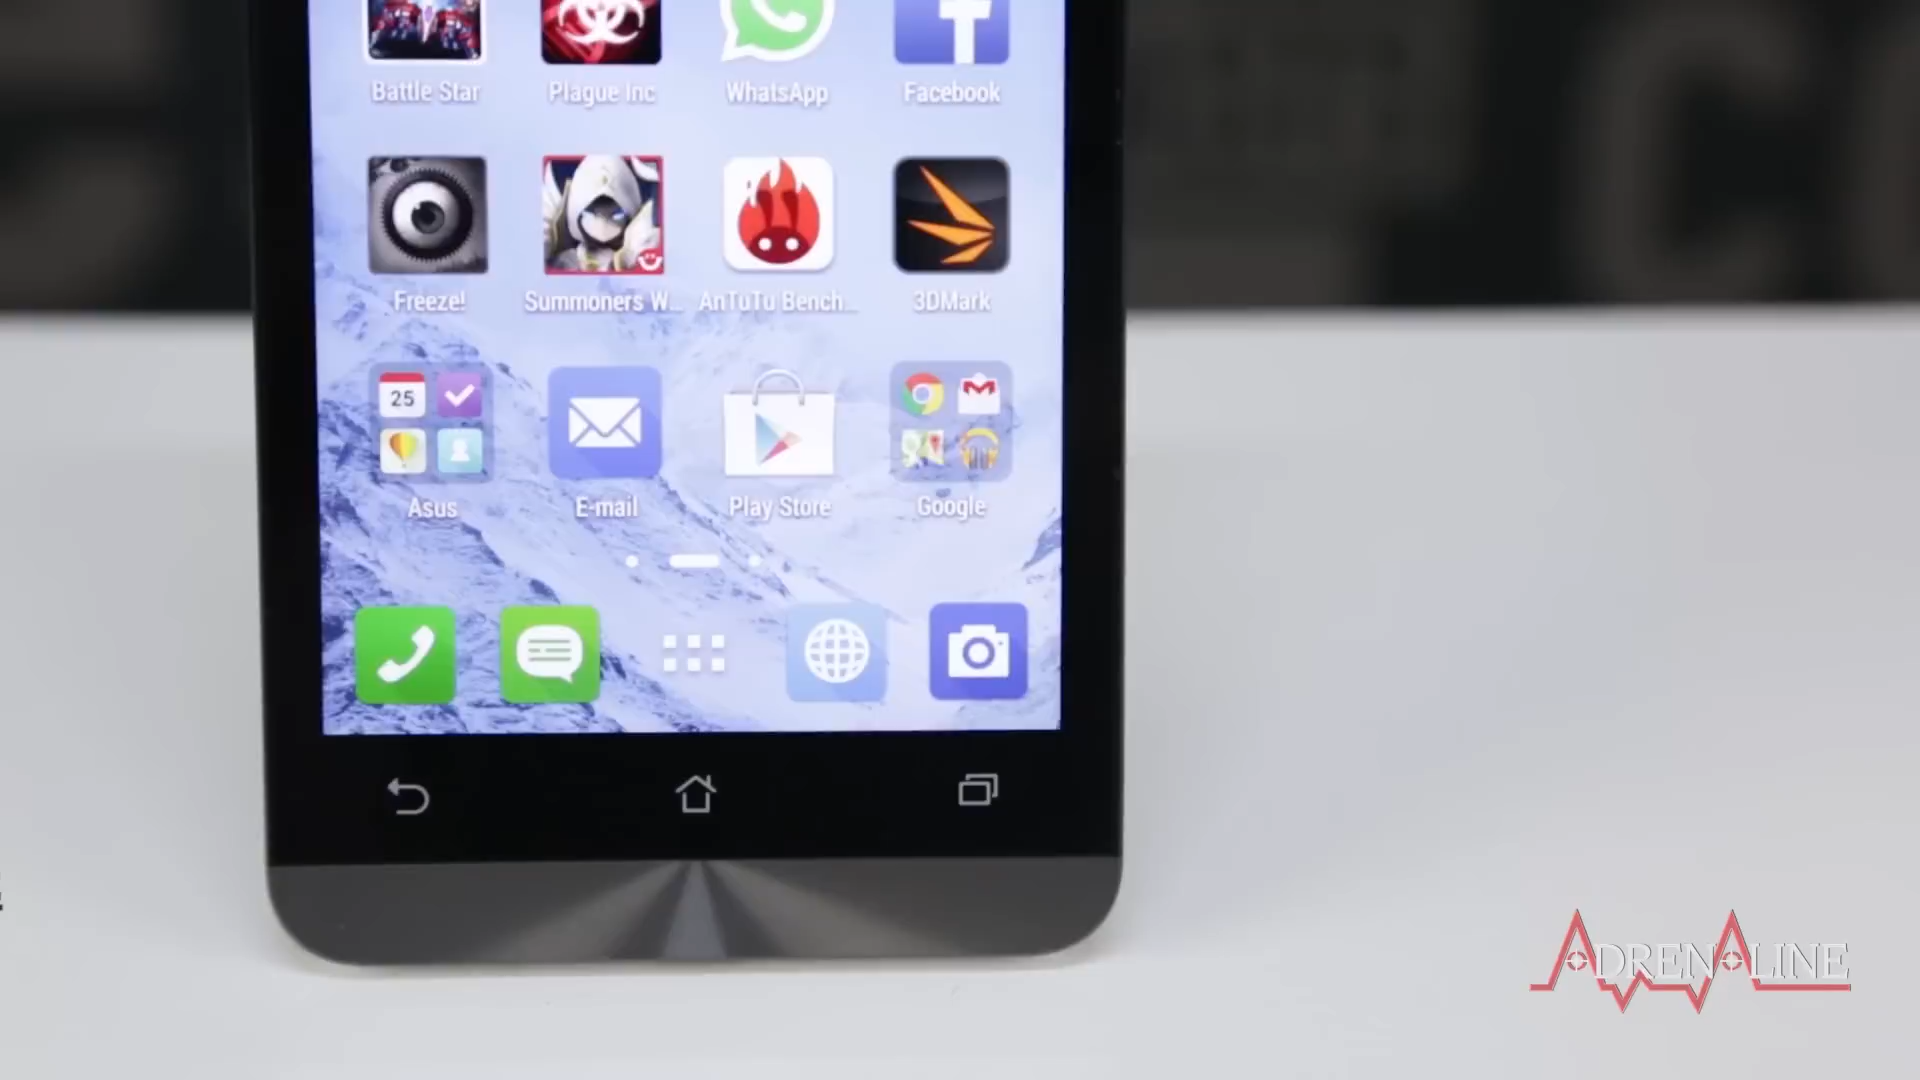 Battle Star Plague Inc WhatsApp Facebook
Freeze! Summoners W... AnTuTu Bench... 3DMark
25
Asus E-mail Play Store Google
ADRENALINE